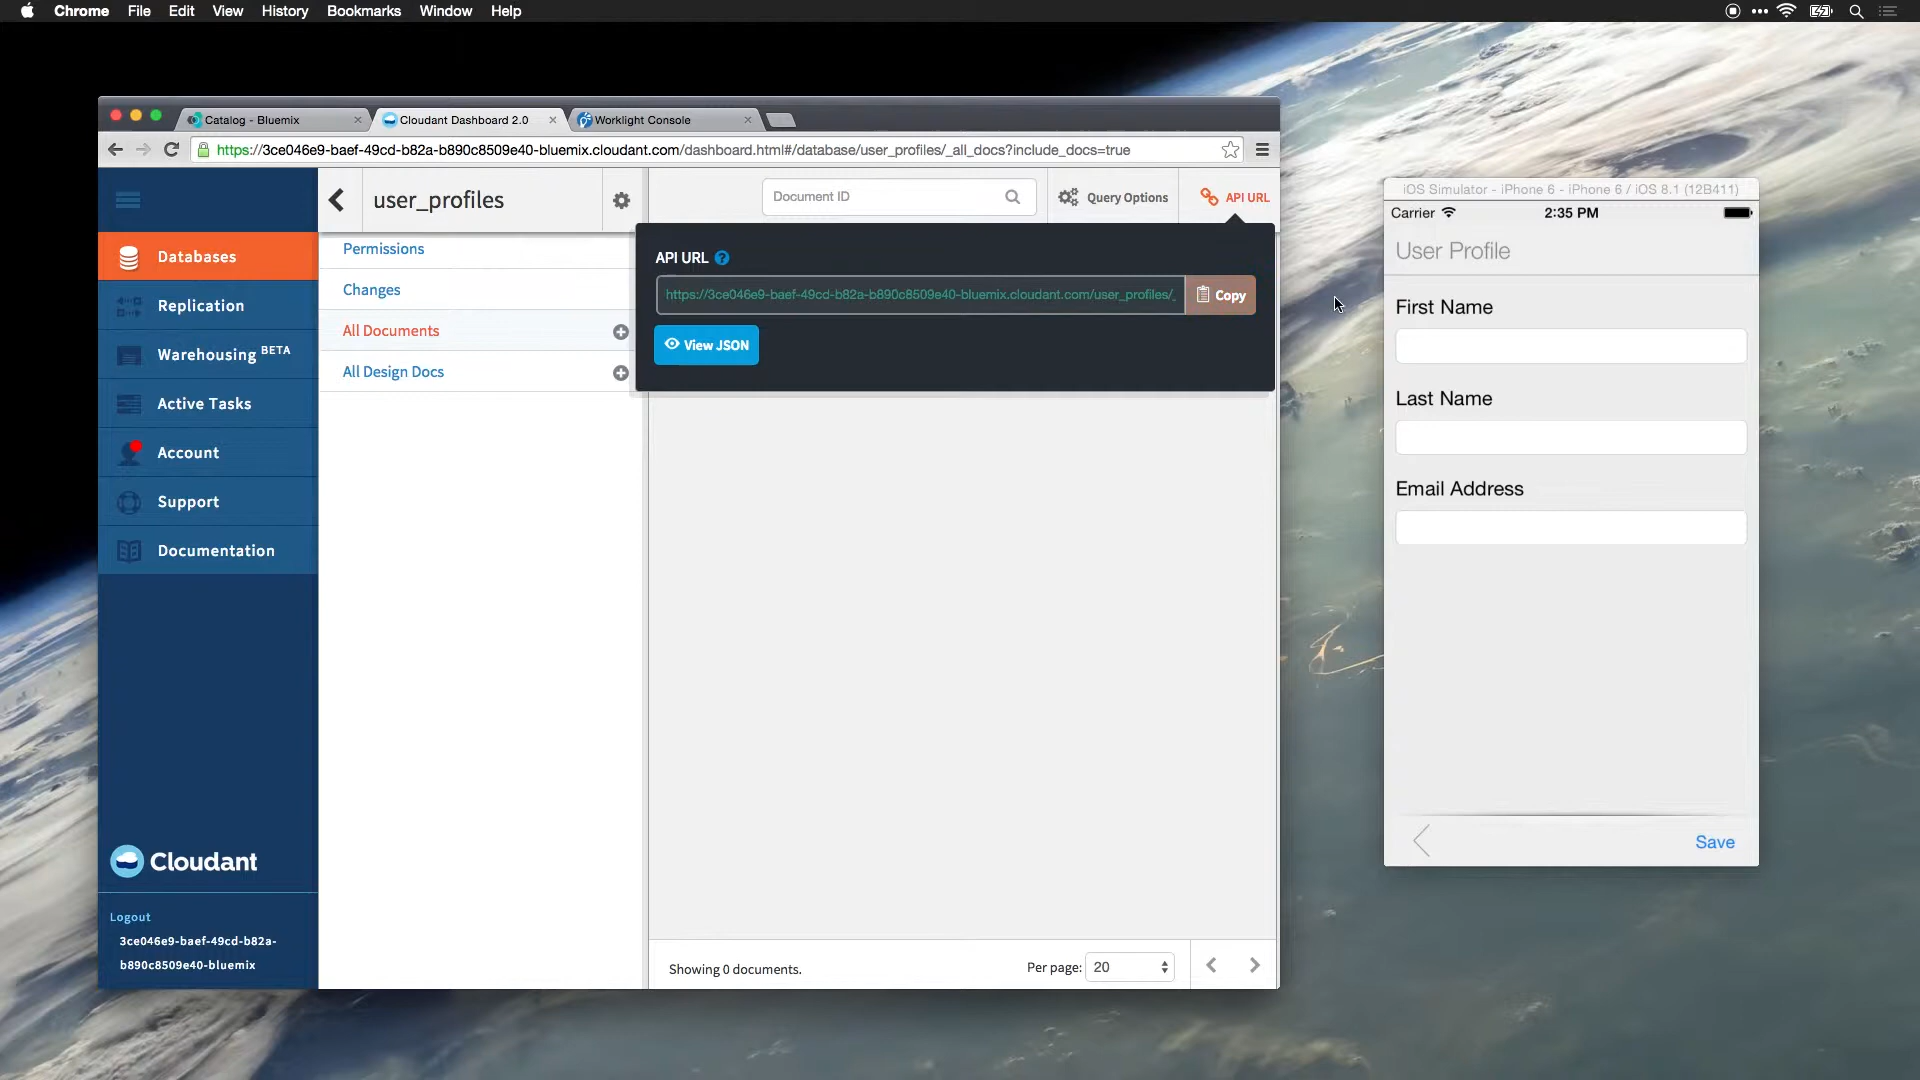 Chrome File Edit View History Bookmarks Window Help
Catalog - Bluemix
Cloudant Dashboard 2.0
Worklight Console
https://3ce046e9-baef-49cd-b82a-b890c8509e40-bluemix.cloudant.com/dashboard.html#/database/user_profiles/_all_docs?include_docs=true
user_profiles
Document ID
Query Options
API URL
Databases
Replication
Warehousing BETA
Active Tasks
Account
Support
Documentation
Permissions
Changes
All Documents
All Design Docs
API URL ?
https://3ce046e9-baef-49cd-b82a-b890c8509e40-bluemix.cloudant.com/user_profiles/_
Copy
View JSON
Cloudant
Logout
3ce046e9-baef-49cd-b82a-
b890c8509e40-bluemix
Showing 0 documents.
Per page: 20
iOS Simulator - iPhone 6 - iPhone 6 / iOS 8.1 (12B411)
Carrier 2:35 PM
User Profile
First Name
Last Name
Email Address
Save